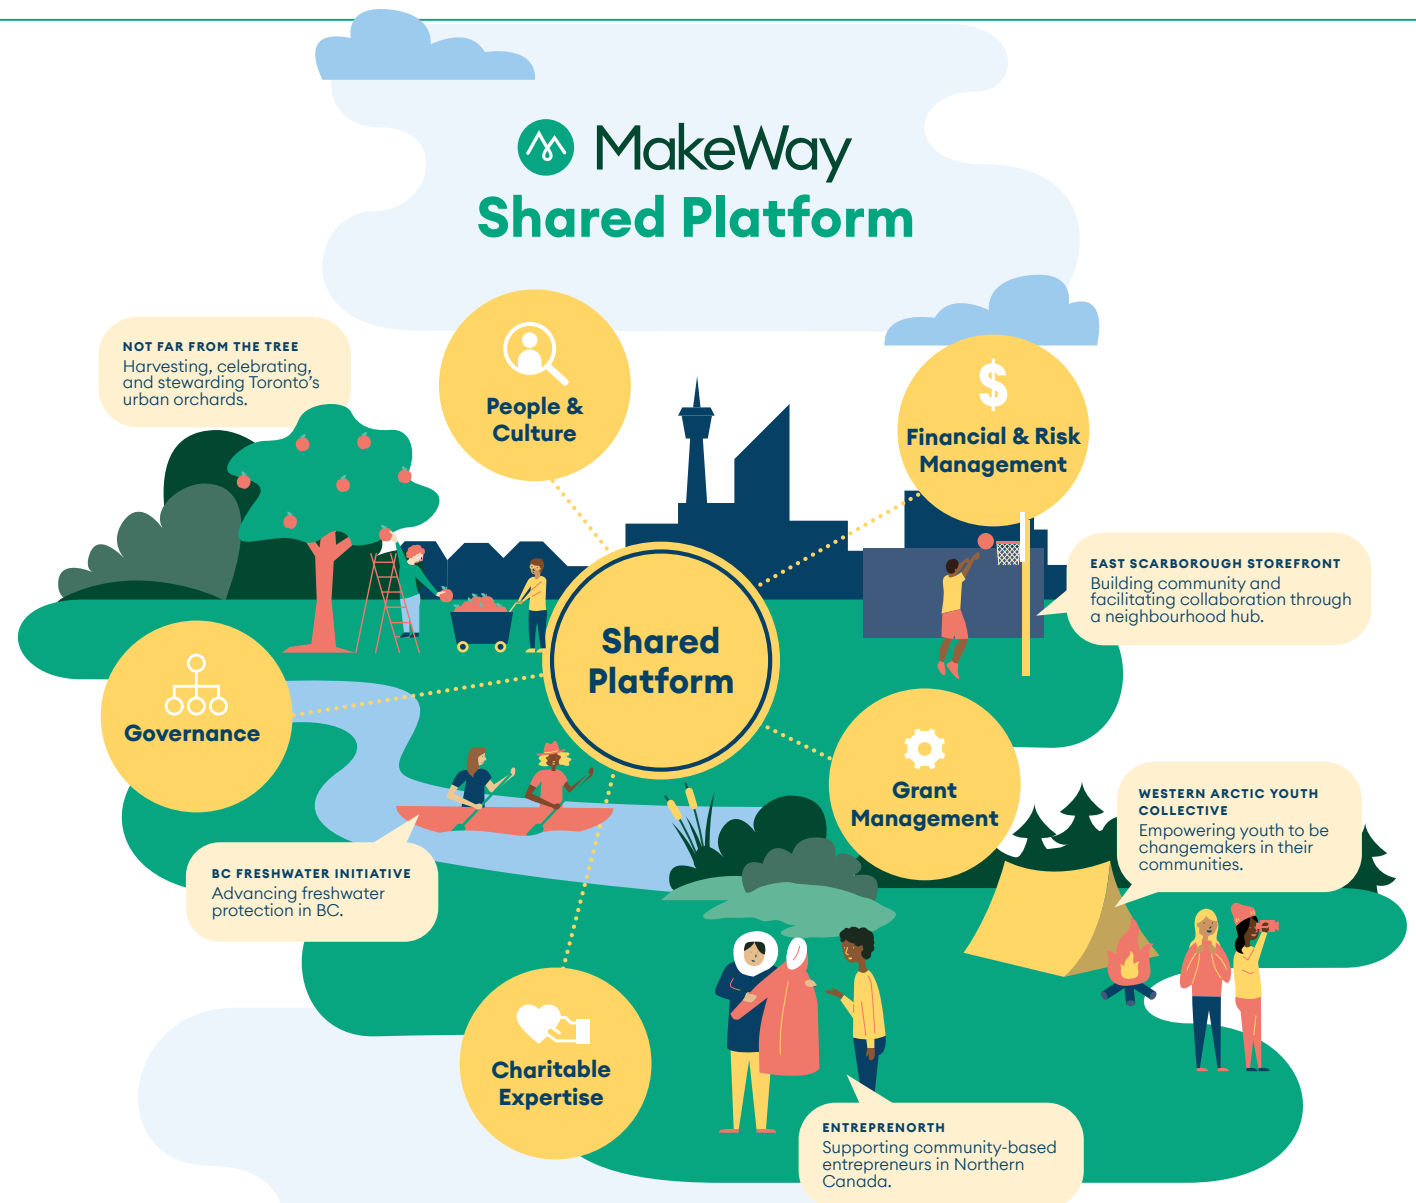 MakeWay
Shared Platform
NOT FAR FROM THE TREE
Harvesting, celebrating,
and stewarding Toronto's
urban orchards.
People &
Culture
$
Financial & Risk
Management
EAST SCARBOROUGH STOREFRONT
Building community and
facilitating collaboration through
a neighbourhood hub.
Shared
Platform
Governance
Grant
Management
WESTERN ARCTIC YOUTH
COLLECTIVE
Empowering youth to be
changemakers in their
communities.
BC FRESHWATER INITIATIVE
Advancing freshwater
protection in BC.
Charitable
Expertise
ENTREPRENORTH
Supporting community-based
entrepreneurs in Northern
Canada.